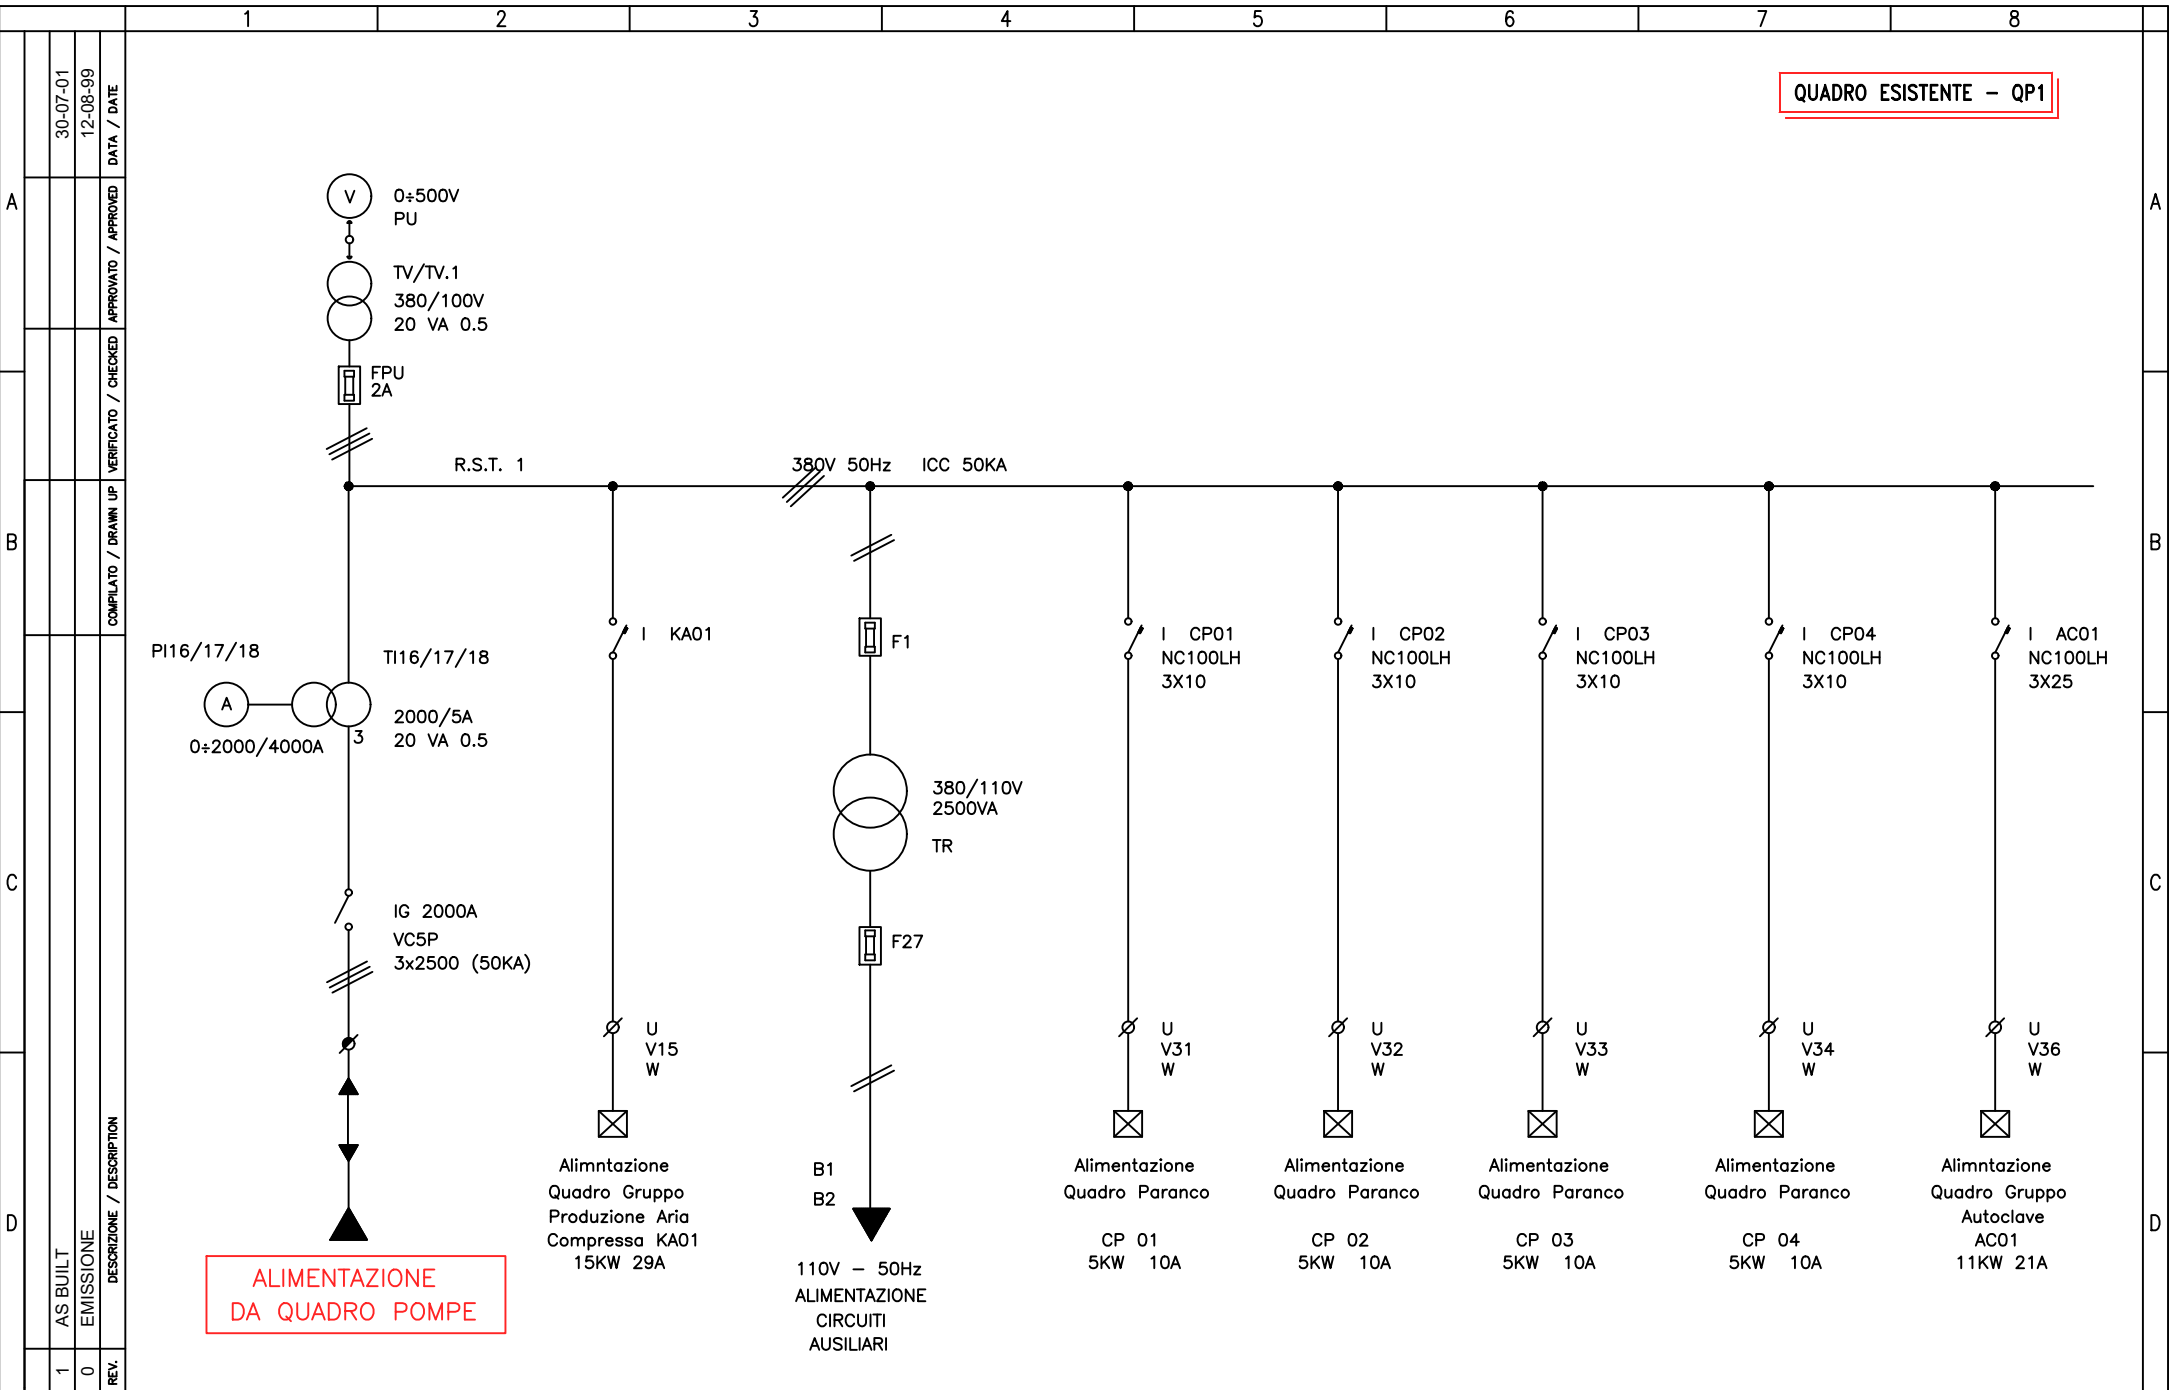 1 2 3 4 5 6 7 8
QUADRO ESISTENTE - QP1
A
A
B
B
C
C
D
D
30-07-01
12-08-99
DATA / DATE
APPROVATO / APPROVED
VERIFICATO / CHECKED
COMPILATO / DRAWN UP
DESCRIZIONE / DESCRIPTION
AS BUILT
EMISSIONE
1
0
REV.
V
0÷500V
PU
TV/TV.1
380/100V
20 VA 0.5
FPU
2A
R.S.T. 1
380V 50Hz
ICC 50KA
PI16/17/18
TI16/17/18
A
2000/5A
3
20 VA 0.5
0÷2000/4000A
IG 2000A
VC5P
3x2500 (50KA)
ALIMENTAZIONE
DA QUADRO POMPE
I KA01
U
V15
W
Alimntazione
Quadro Gruppo
Produzione Aria
Compressa KA01
15KW 29A
F1
380/110V
2500VA
TR
F27
B1
B2
110V - 50Hz
ALIMENTAZIONE
CIRCUITI
AUSILIARI
I CP01
NC100LH
3X10
U
V31
W
Alimentazione
Quadro Paranco
CP 01
5KW 10A
I CP02
NC100LH
3X10
U
V32
W
Alimentazione
Quadro Paranco
CP 02
5KW 10A
I CP03
NC100LH
3X10
U
V33
W
Alimentazione
Quadro Paranco
CP 03
5KW 10A
I CP04
NC100LH
3X10
U
V34
W
Alimentazione
Quadro Paranco
CP 04
5KW 10A
I AC01
NC100LH
3X25
U
V36
W
Alimntazione
Quadro Gruppo
Autoclave
AC01
11KW 21A